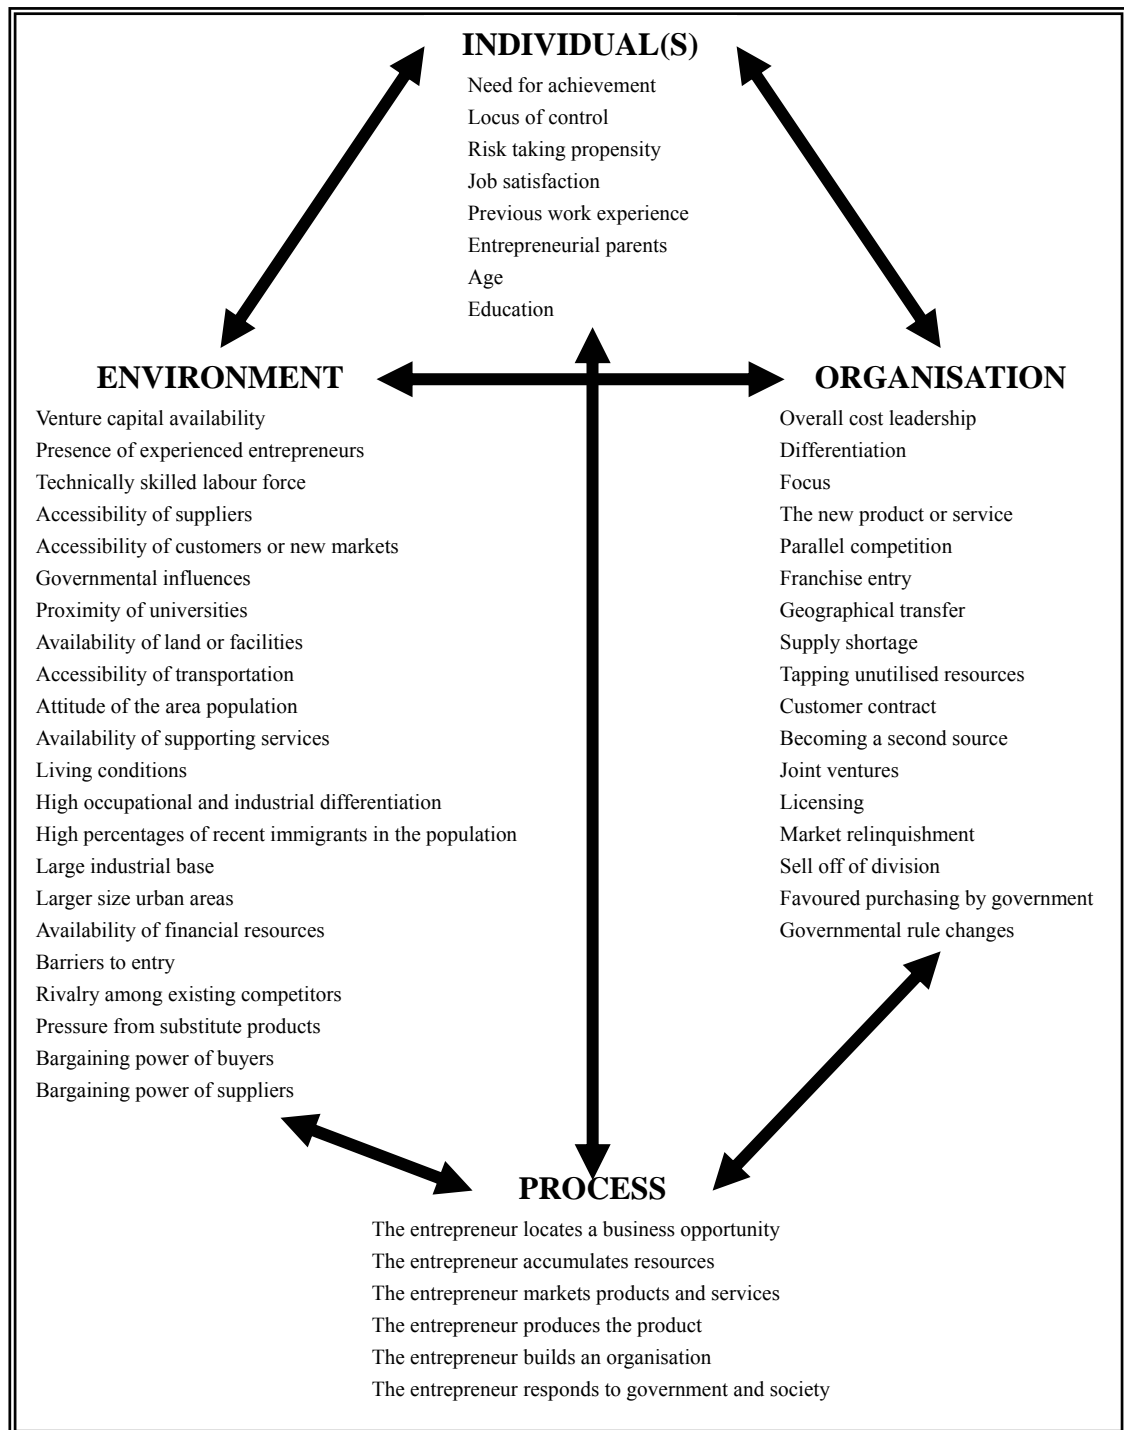 INDIVIDUAL(S)
Need for achievement
Locus of control
Risk taking propensity
Job satisfaction
Previous work experience
Entrepreneurial parents
Age
Education
ENVIRONMENT
Venture capital availability
Presence of experienced entrepreneurs
Technically skilled labour force
Accessibility of suppliers
Accessibility of customers or new markets
Governmental influences
Proximity of universities
Availability of land or facilities
Accessibility of transportation
Attitude of the area population
Availability of supporting services
Living conditions
High occupational and industrial differentiation
High percentages of recent immigrants in the population
Large industrial base
Larger size urban areas
Availability of financial resources
Barriers to entry
Rivalry among existing competitors
Pressure from substitute products
Bargaining power of buyers
Bargaining power of suppliers
ORGANISATION
Overall cost leadership
Differentiation
Focus
The new product or service
Parallel competition
Franchise entry
Geographical transfer
Supply shortage
Tapping unutilised resources
Customer contract
Becoming a second source
Joint ventures
Licensing
Market relinquishment
Sell off of division
Favoured purchasing by government
Governmental rule changes
PROCESS
The entrepreneur locates a business opportunity
The entrepreneur accumulates resources
The entrepreneur markets products and services
The entrepreneur produces the product
The entrepreneur builds an organisation
The entrepreneur responds to government and society